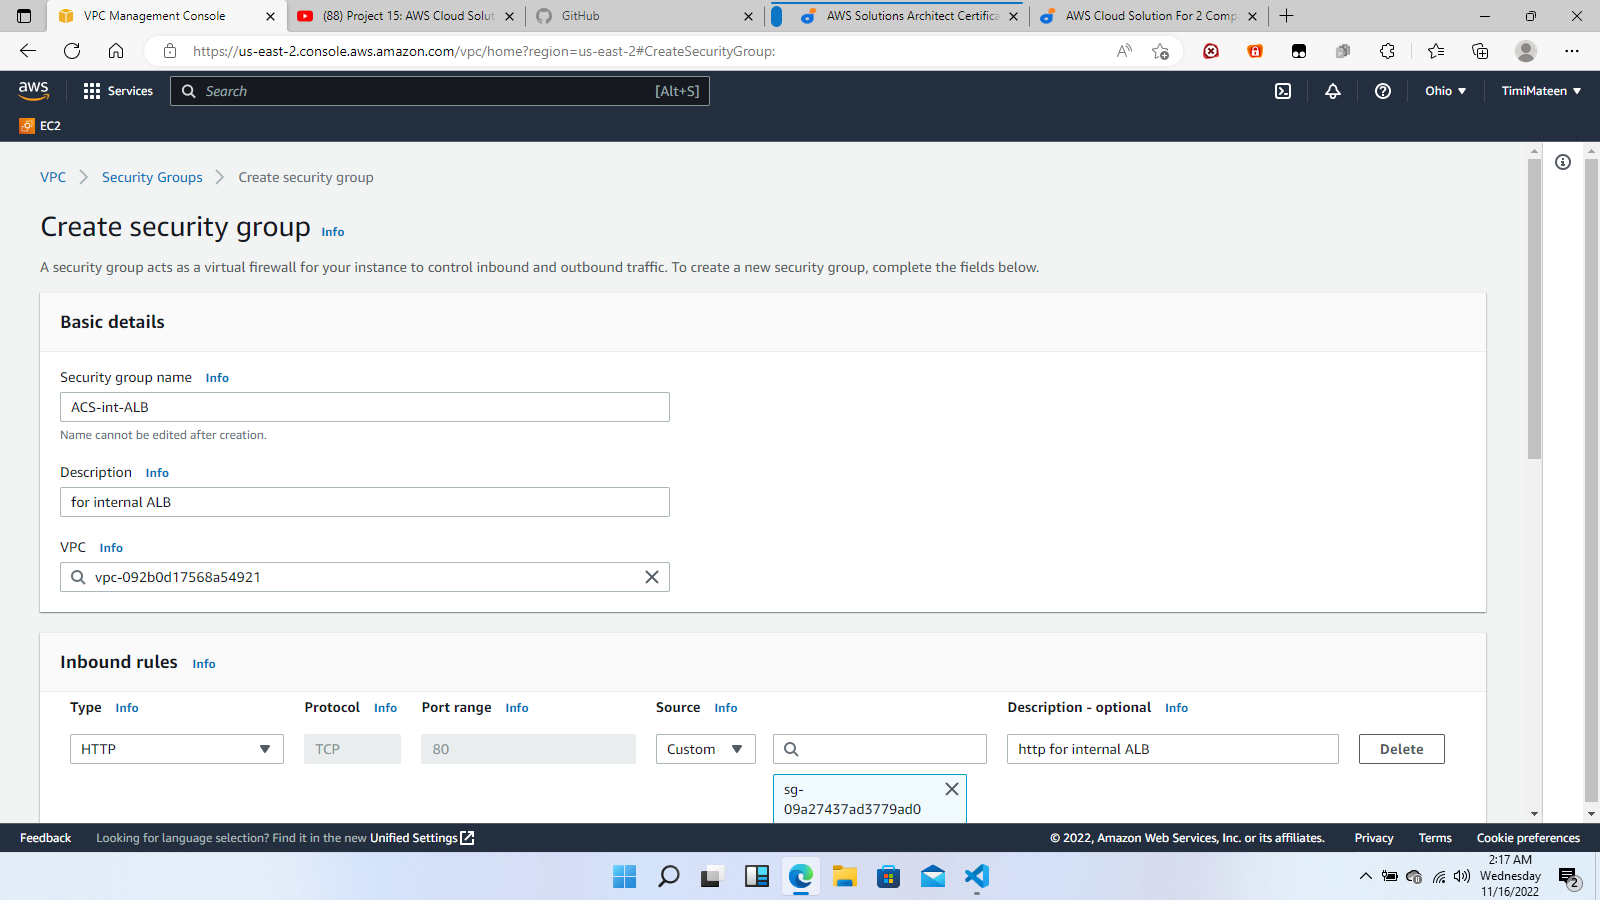 VPC Management Console
(88) Project 15: AWS Cloud Solut
GitHub
AWS Solutions Architect Certifica
AWS Cloud Solution For 2 Comp
https://us-east-2.console.aws.amazon.com/vpc/home?region=us-east-2#CreateSecurityGroup:
aws
Services
Search
[Alt+S]
Ohio
TimiMateen
EC2
VPC
Security Groups
Create security group
Create security group Info
A security group acts as a virtual firewall for your instance to control inbound and outbound traffic. To create a new security group, complete the fields below.
Basic details
Security group name Info
ACS-int-ALB
Name cannot be edited after creation.
Description Info
for internal ALB
VPC Info
vpc-092b0d17568a54921
Inbound rules Info
Type Info Protocol Info Port range Info Source Info Description - optional Info
HTTP TCP 80 Custom http for internal ALB Delete
sg-
09a27437ad3779ad0
Feedback Looking for language selection? Find it in the new Unified Settings © 2022, Amazon Web Services, Inc. or its affiliates. Privacy Terms Cookie preferences
2:17 AM
Wednesday
11/16/2022
2